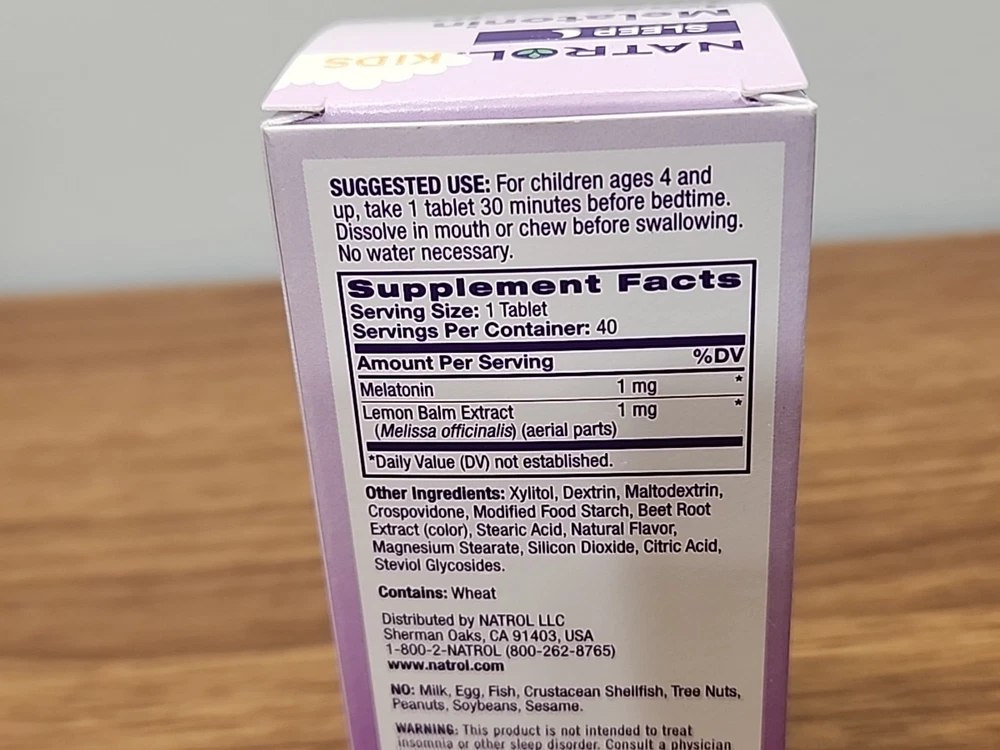 Melatonin
SLEEP
NATROL
KIDS
SUGGESTED USE: For children ages 4 and
up, take 1 tablet 30 minutes before bedtime.
Dissolve in mouth or chew before swallowing.
No water necessary.
Supplement Facts
Serving Size: 1 Tablet
Servings Per Container: 40
Amount Per Serving %DV
Melatonin 1 mg *
Lemon Balm Extract 1 mg *
(Melissa officinalis) (aerial parts)
*Daily Value (DV) not established.
Other Ingredients: Xylitol, Dextrin, Maltodextrin,
Crospovidone, Modified Food Starch, Beet Root
Extract (color), Stearic Acid, Natural Flavor,
Magnesium Stearate, Silicon Dioxide, Citric Acid,
Steviol Glycosides.
Contains: Wheat
Distributed by NATROL LLC
Sherman Oaks, CA 91403, USA
1-800-2-NATROL (800-262-8765)
www.natrol.com
NO: Milk, Egg, Fish, Crustacean Shellfish, Tree Nuts,
Peanuts, Soybeans, Sesame.
WARNING: This product is not intended to treat
insomnia or other sleep disorder. Consult a physician